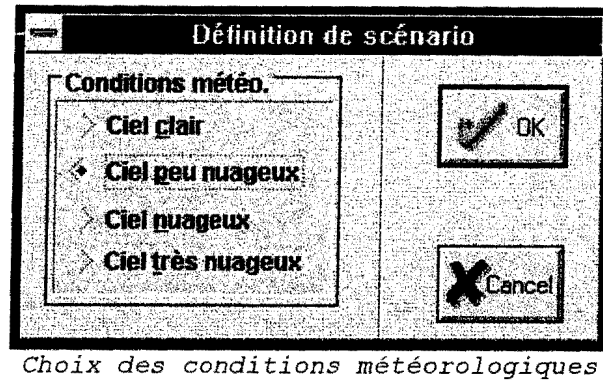 Définition de scénario
Conditions météo.
Ciel clair
Ciel peu nuageux
Ciel nuageux
Ciel très nuageux
OK
Cancel
Choix des conditions météorologiques